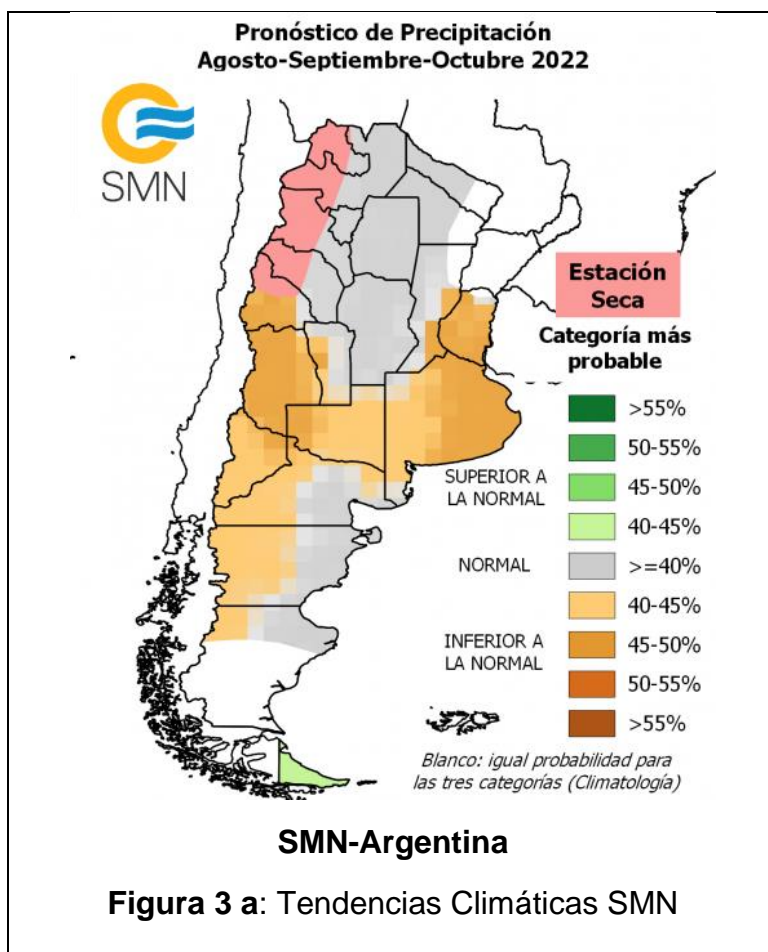 Pronóstico de Precipitación
Agosto-Septiembre-Octubre 2022
SMN
Estación
Seca
Categoría más
probable
>55%
50-55%
SUPERIOR A
LA NORMAL
45-50%
40-45%
NORMAL
>=40%
40-45%
INFERIOR A
LA NORMAL
45-50%
50-55%
>55%
Blanco: igual probabilidad para
las tres categorías (Climatología)
SMN-Argentina
Figura 3 a: Tendencias Climáticas SMN